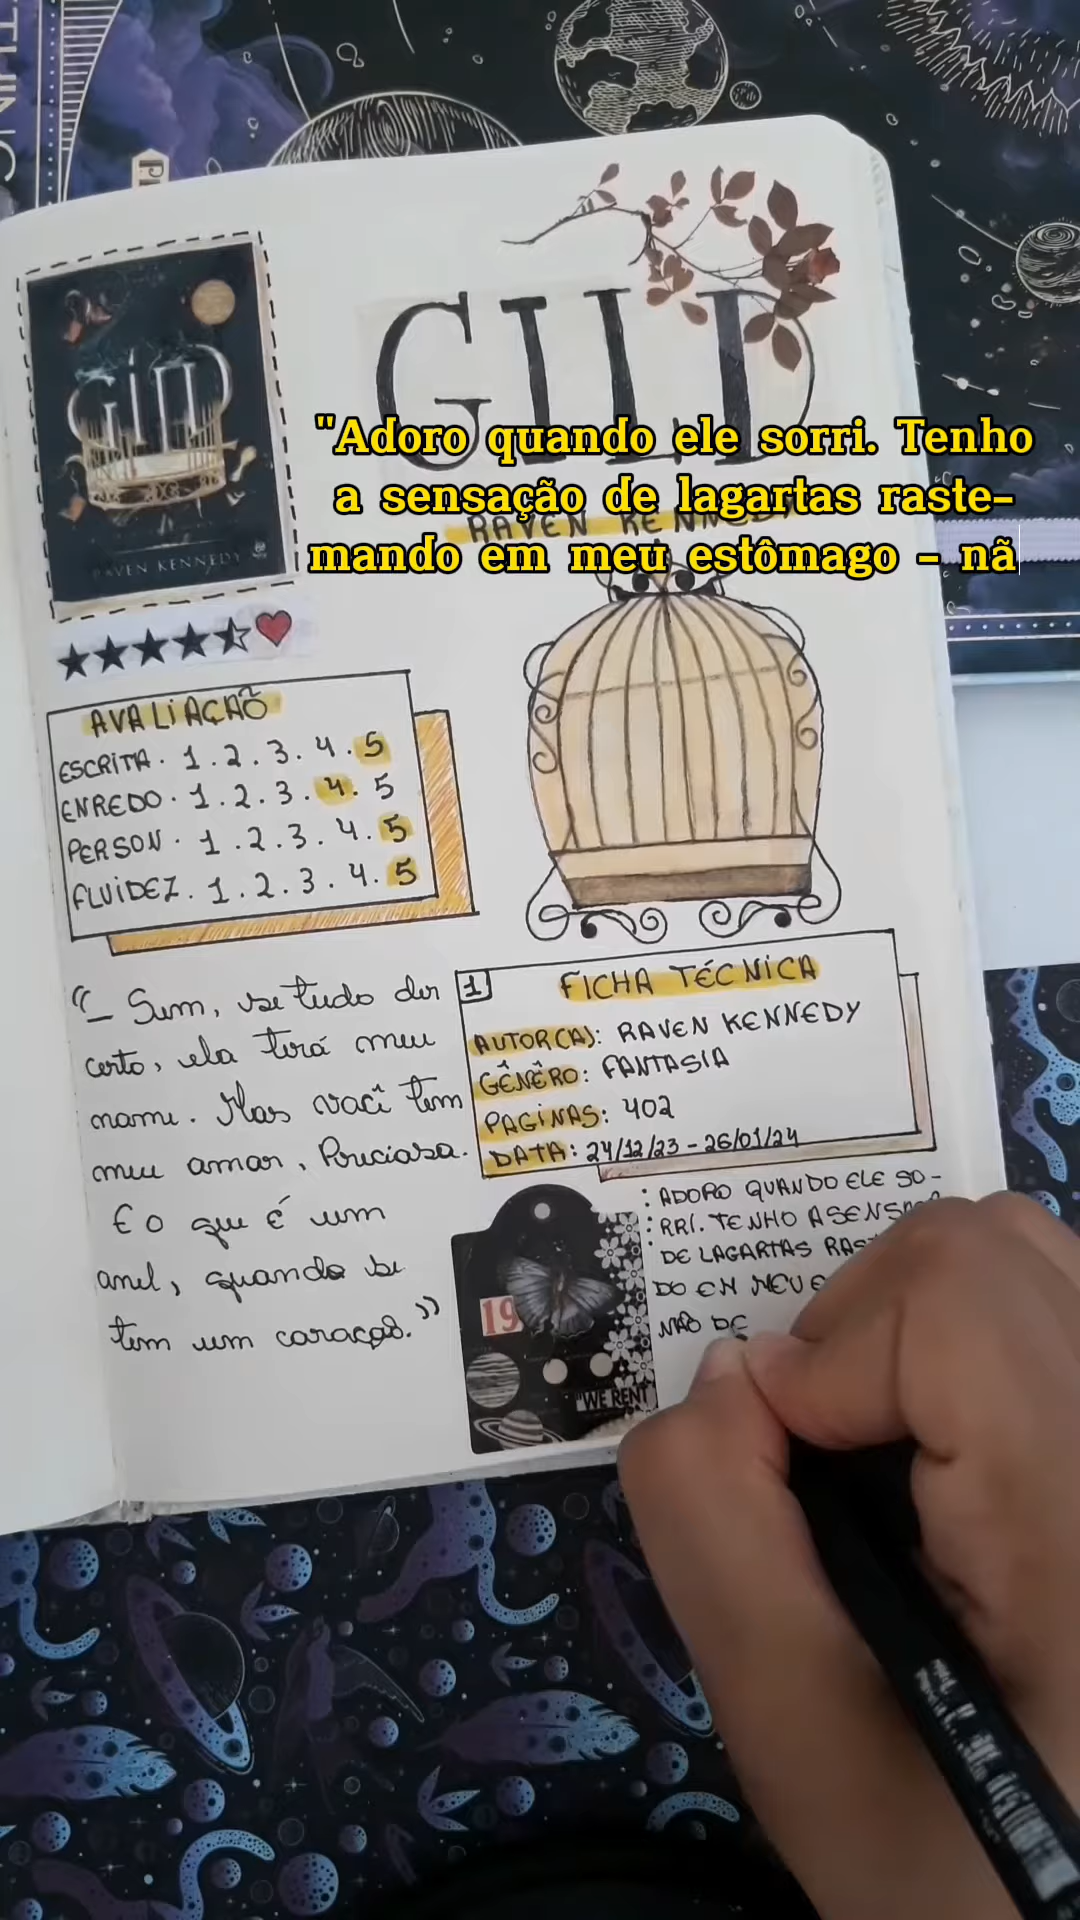 THING
GILD
"Adoro quando ele sorri. Tenho
a sensação de lagartas raste-
mando em meu estômago - nã
RAVEN KENNEDY
GILD
RAVEN KENNEDY
AVALIAÇÃO
ESCRITA · 1 . 2 . 3 . 4 . 5
ENREDO · 1 . 2 . 3 . 4 . 5
PERSON · 1 . 2 . 3 . 4 . 5
FLUIDEZ . 1 . 2 . 3 . 4 . 5
"– Sim, se tudo der
certo, ela terá meu
nome. Mas você tem
meu amor, Preciosa.
E o que é um
anel, quando se
tem um coração."
1 FICHA TÉCNICA
AUTOR(A): RAVEN KENNEDY
GÊNERO: FANTASIA
PAGINAS: 402
DATA: 24/12/23 - 26/01/24
: ADORO QUANDO ELE SO-
: RRI. TENHO A SENSAÇÃ
DE LAGARTAS RAS
DO EM MEU E
NÃO DE
19
"WE RENT